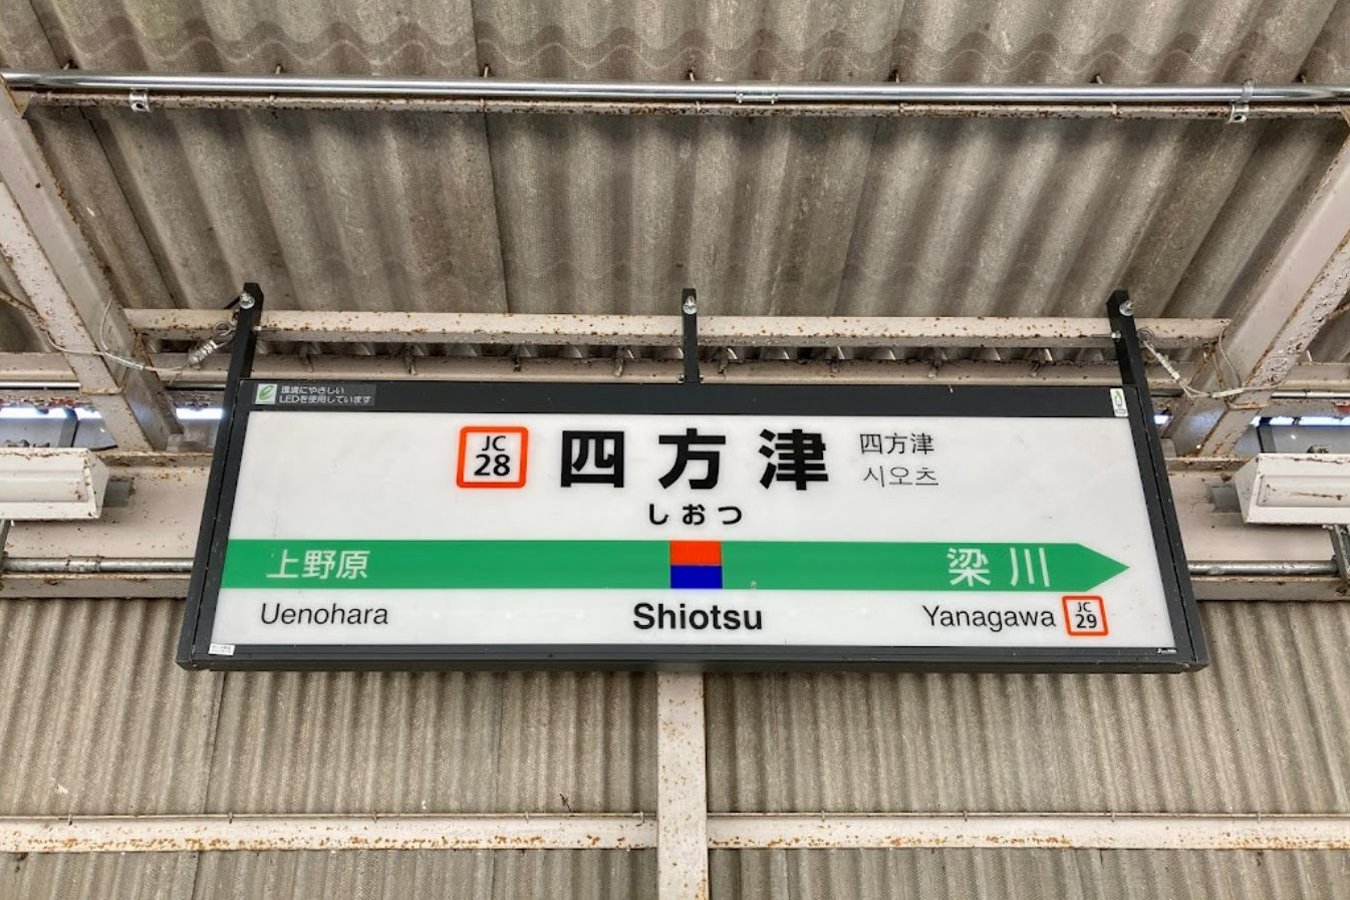 環境にやさしい
LEDを使用しています
JC
28
四方津
四方津
시오츠
しおつ
上野原
梁川
Uenohara
Shiotsu
Yanagawa
JC
29